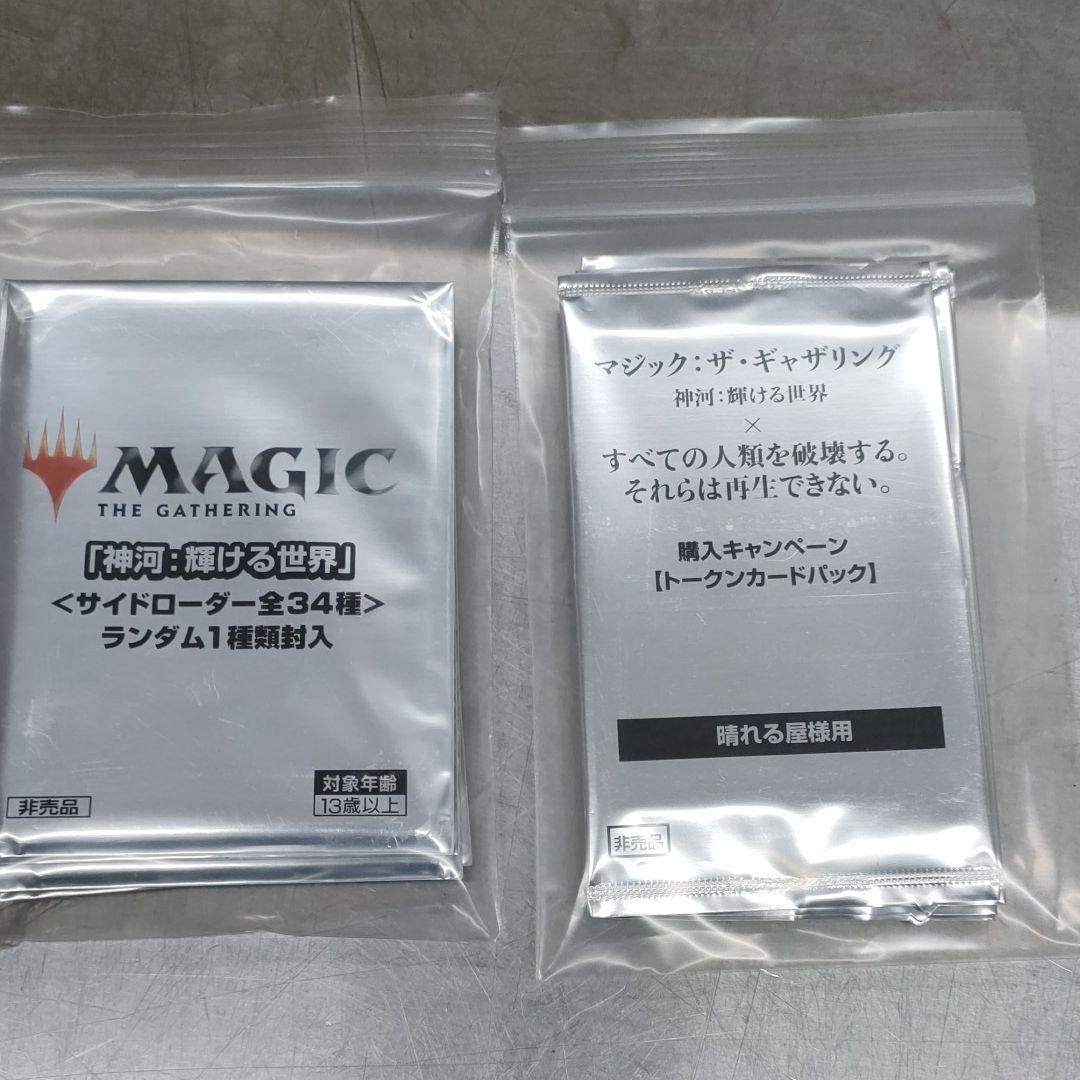 MAGIC
THE GATHERING
「神河:輝ける世界」
<サイドローダー全34種>
ランダム1種類封入
非売品
対象年齢
13歳以上
マジック:ザ・ギャザリング
神河:輝ける世界
×
すべての人類を破壊する。
それらは再生できない。
購入キャンペーン
【トークンカードパック】
晴れる屋様用
非売品